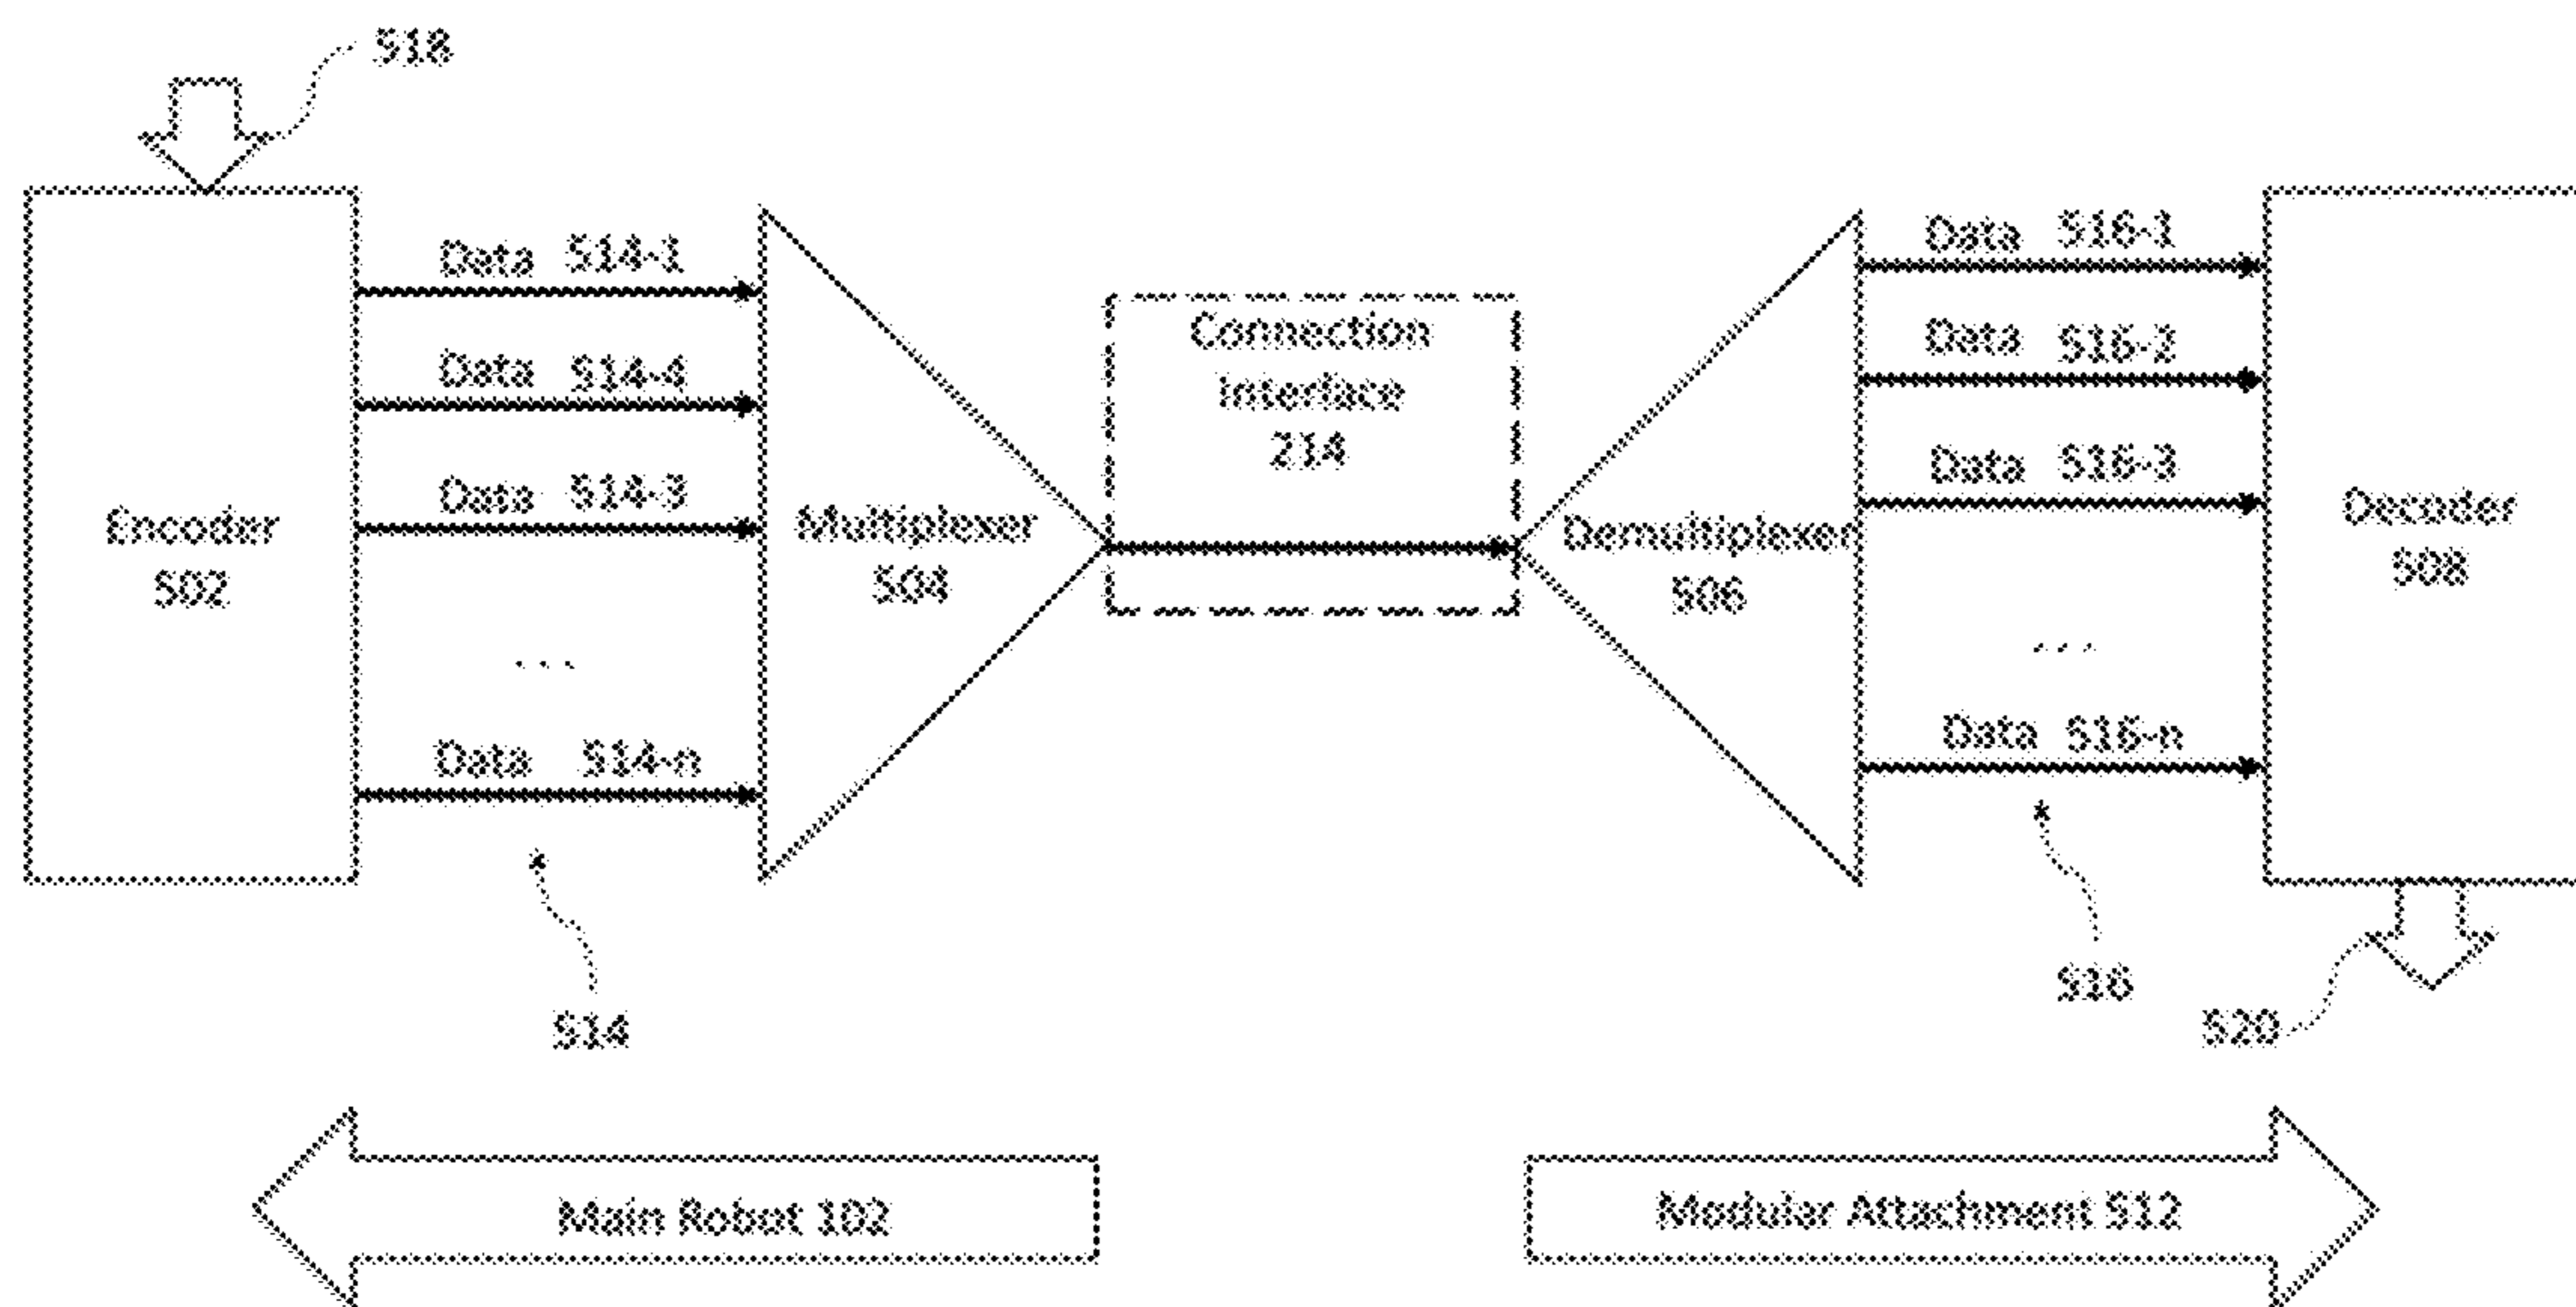 518
Data 514-1
Data 514-4
Data 514-3
...
Data 514-n
Encoder
502
Multiplexer
504
Connection
Interface
214
Demultiplexer
506
Data 516-1
Data 516-2
Data 516-3
...
Data 516-n
Decoder
508
514
516
520
Main Robot 102
Modular Attachment 512